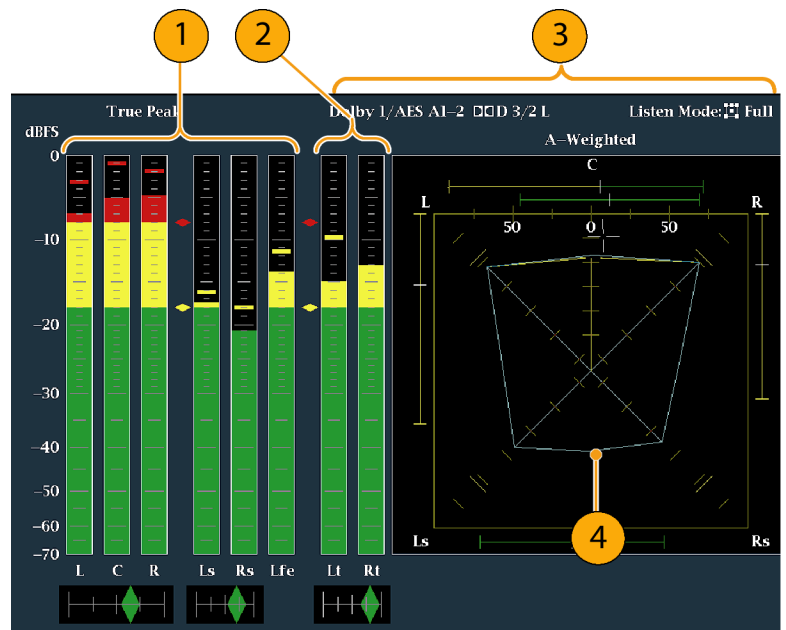 1 2 3
True Peak Dolby 1/AES A1-2 D 3/2 L Listen Mode: Full
dBFS
A-Weighted
C
L R
50 0 50
0
-10
-20
-30
-40
-50
-60
-70
4
Ls Rs
L C R Ls Rs Lfe Lt Rt